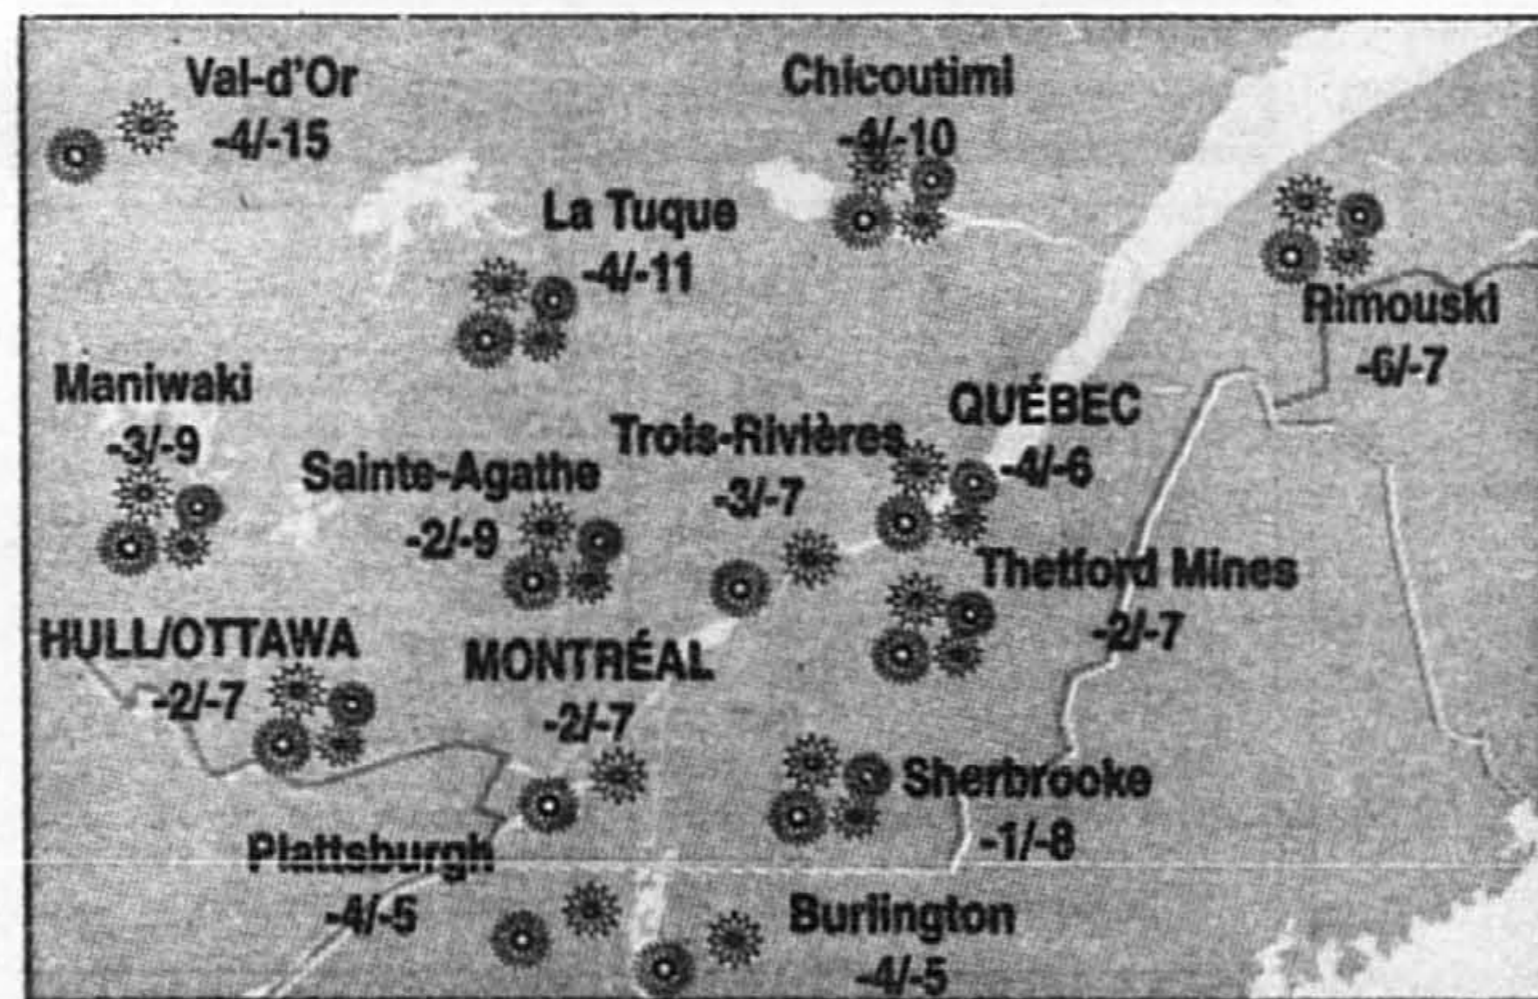 Val-d'Or
-4/-15
Chicoutimi
-4/-10
La Tuque
-4/-11
Rimouski
-6/-7
Maniwaki
-3/-9
QUÉBEC
-4/-6
Trois-Rivières
-3/-7
Sainte-Agathe
-2/-9
Thetford Mines
-2/-7
HULL/OTTAWA
-2/-7
MONTRÉAL
-2/-7
Sherbrooke
-1/-8
Plattsburgh
-4/-5
Burlington
-4/-5